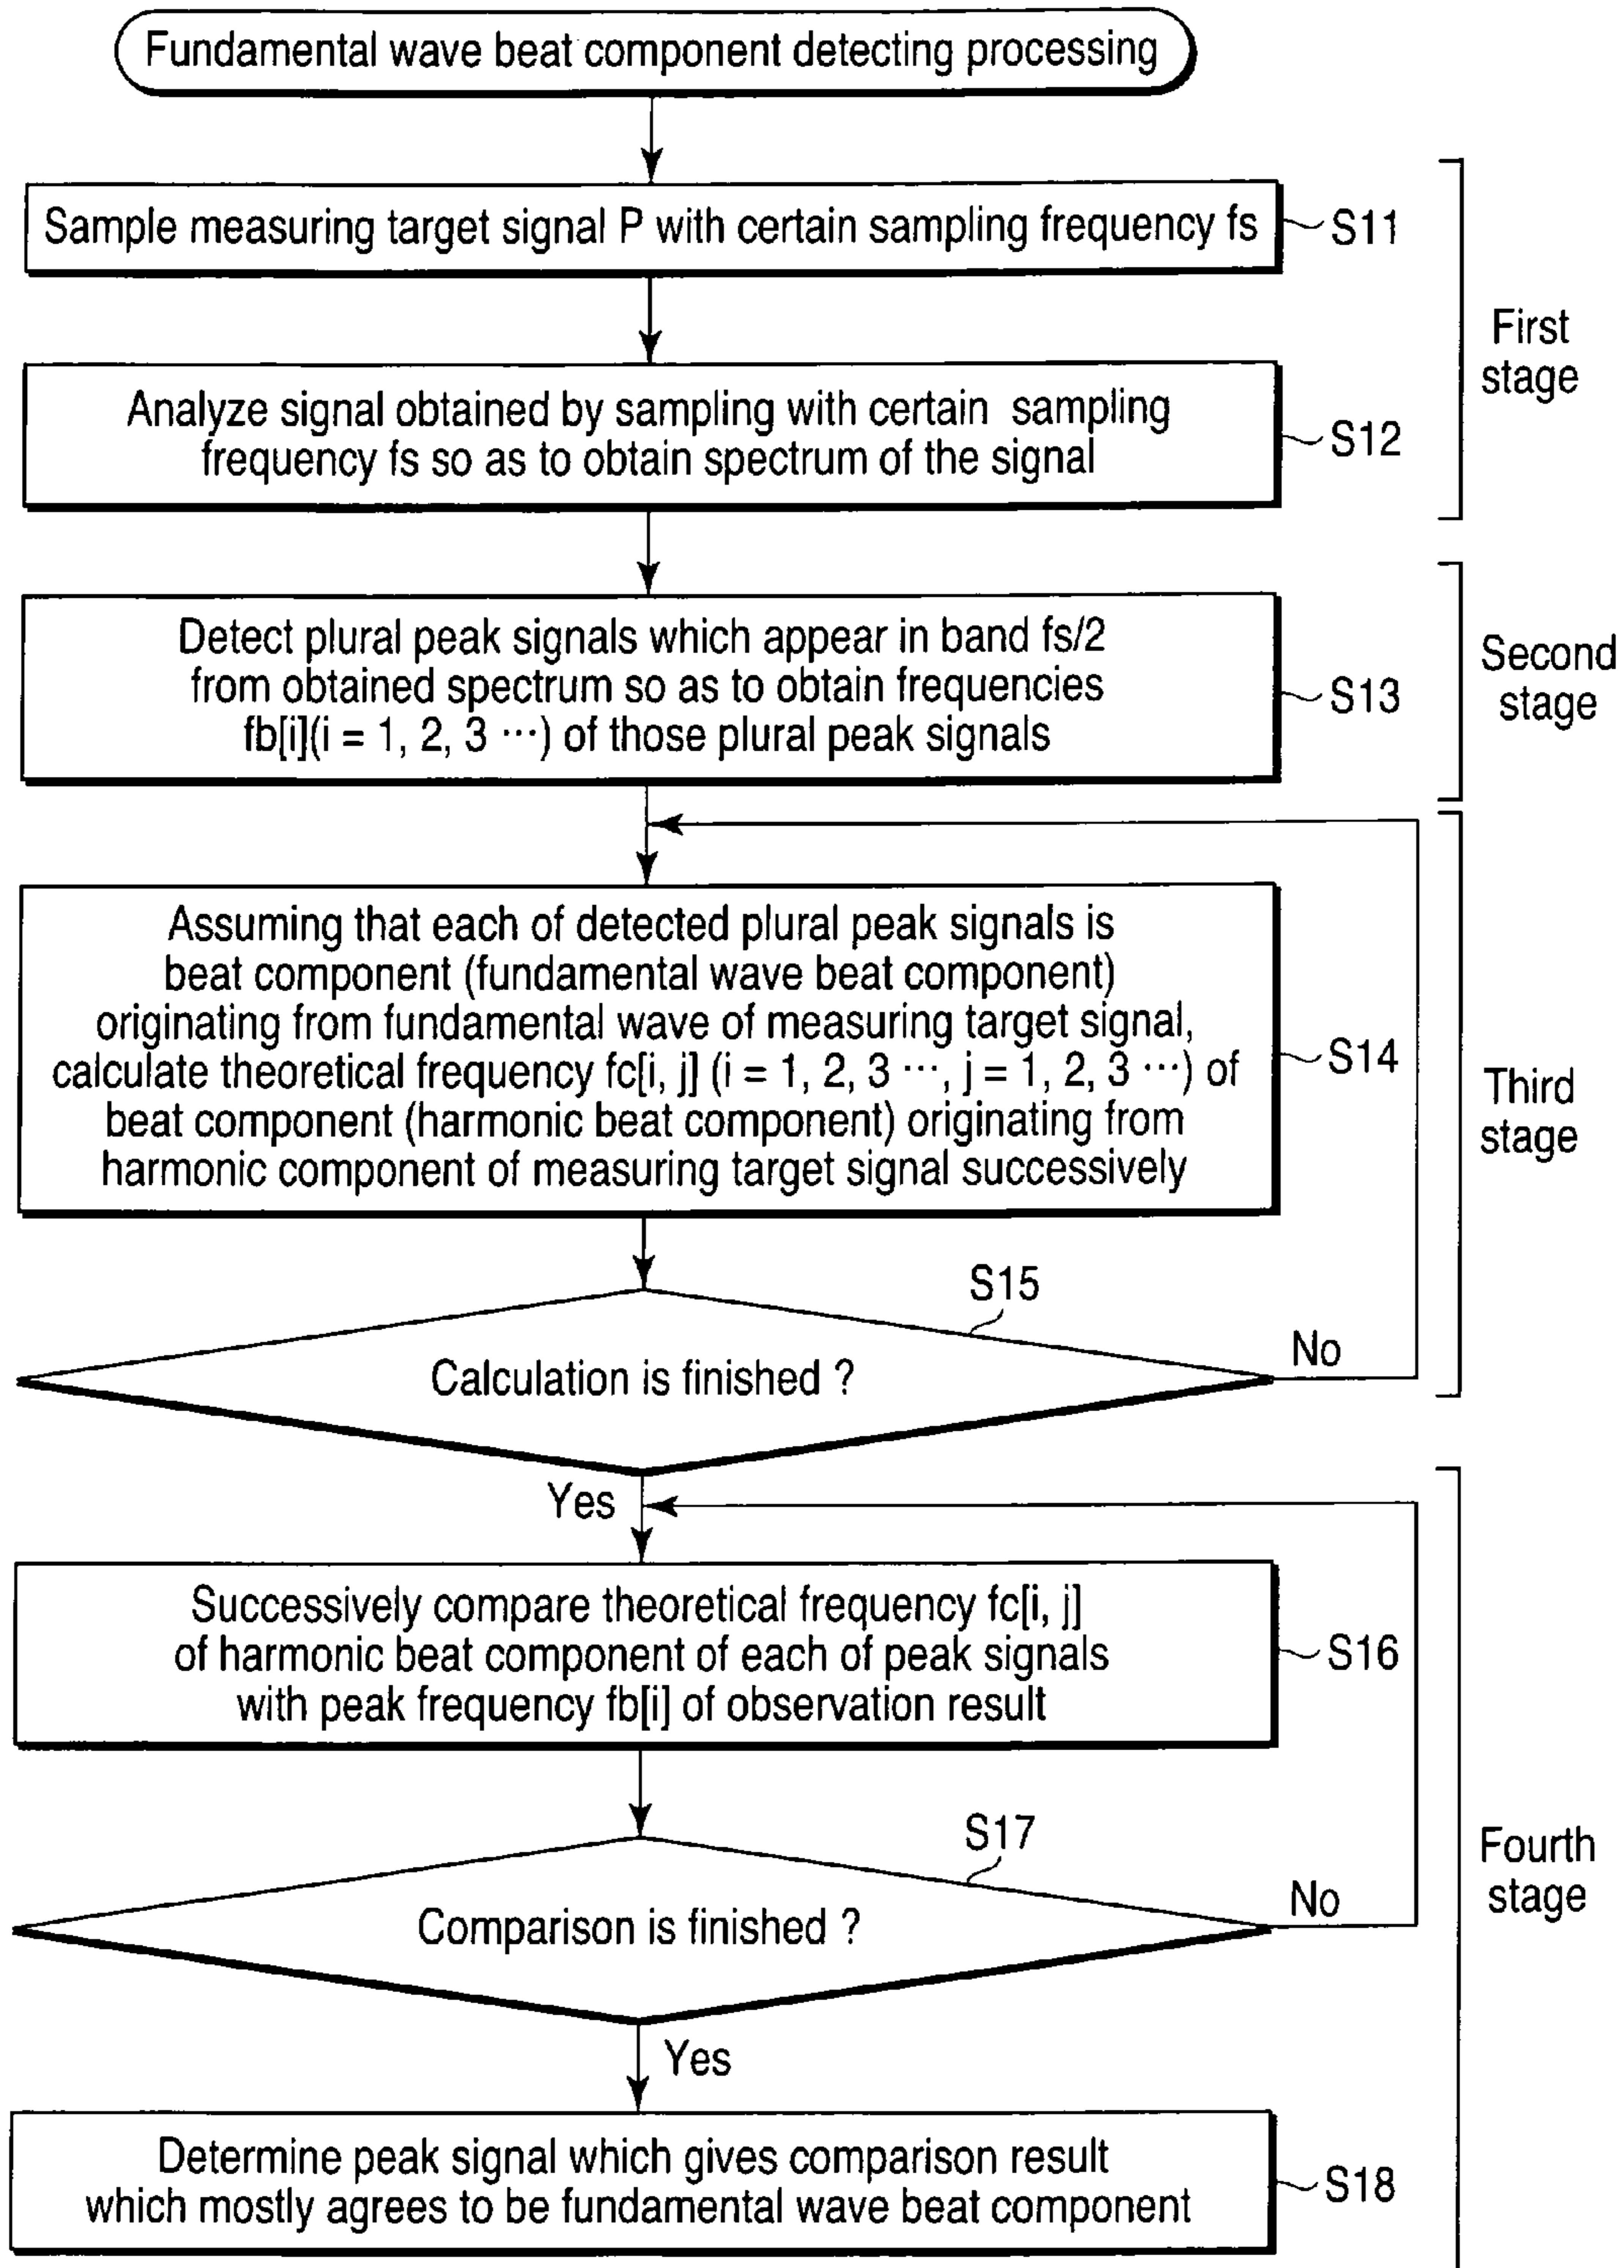 Fundamental wave beat component detecting processing
Sample measuring target signal P with certain sampling frequency fs
S11
First
stage
Analyze signal obtained by sampling with certain sampling
frequency fs so as to obtain spectrum of the signal
S12
Detect plural peak signals which appear in band fs/2
from obtained spectrum so as to obtain frequencies
fb[i](i = 1, 2, 3 ···) of those plural peak signals
S13
Second
stage
Assuming that each of detected plural peak signals is
beat component (fundamental wave beat component)
originating from fundamental wave of measuring target signal,
calculate theoretical frequency fc[i, j] (i = 1, 2, 3 ···, j = 1, 2, 3 ···) of
beat component (harmonic beat component) originating from
harmonic component of measuring target signal successively
S14
Third
stage
S15
Calculation is finished ?
No
Yes
Successively compare theoretical frequency fc[i, j]
of harmonic beat component of each of peak signals
with peak frequency fb[i] of observation result
S16
S17
Comparison is finished ?
No
Fourth
stage
Yes
Determine peak signal which gives comparison result
which mostly agrees to be fundamental wave beat component
S18